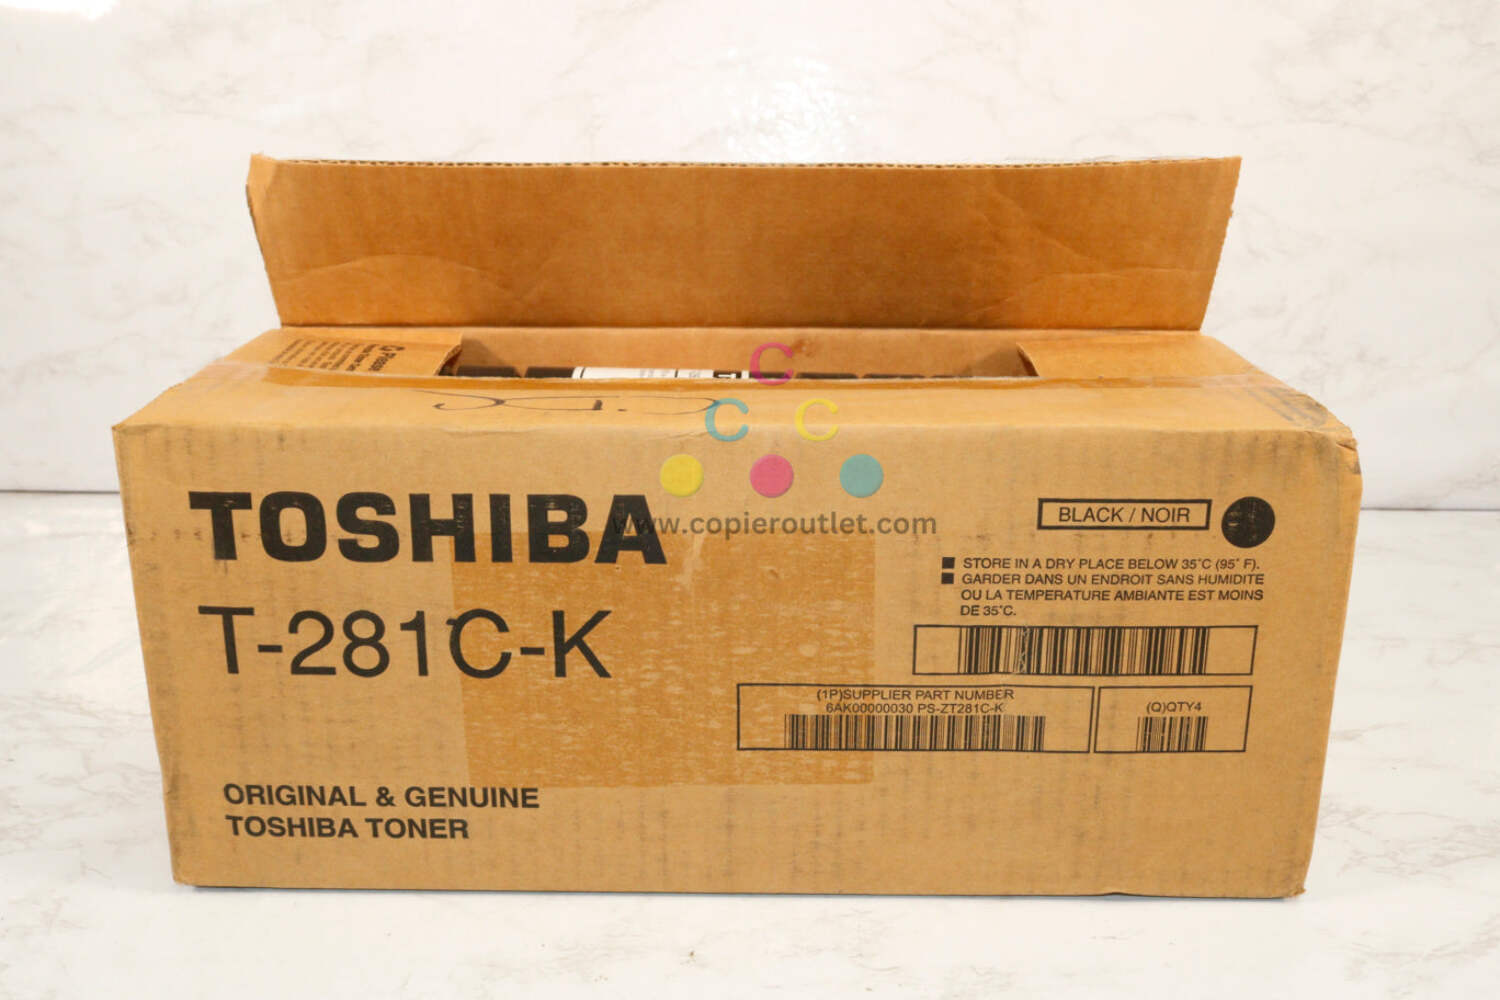 C
C C
www.copieroutlet.com
TOSHIBA
T-281C-K
ORIGINAL & GENUINE
TOSHIBA TONER
BLACK / NOIR
STORE IN A DRY PLACE BELOW 35°C (95° F).
GARDER DANS UN ENDROIT SANS HUMIDITE
OU LA TEMPERATURE AMBIANTE EST MOINS
DE 35°C.
(1P)SUPPLIER PART NUMBER
6AK00000030 PS-ZT281C-K
(Q)QTY4